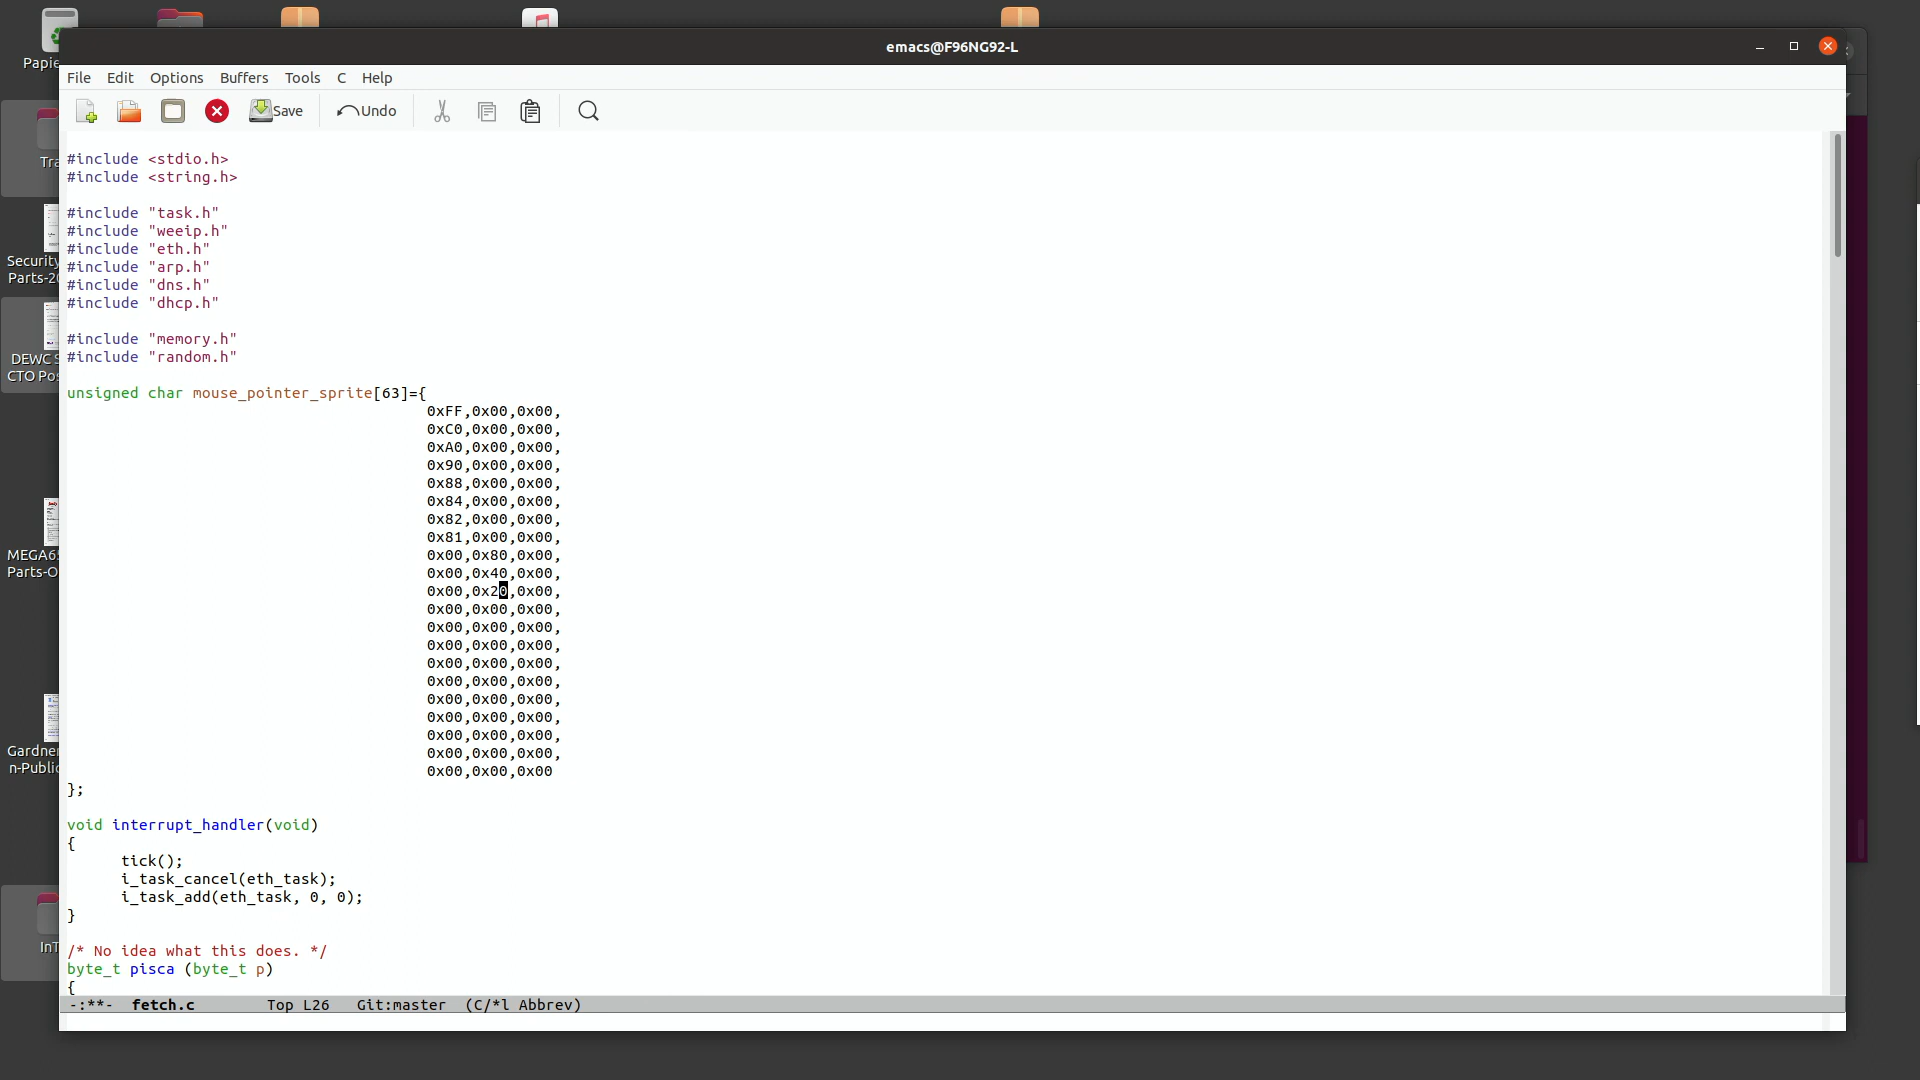 emacs@F96NG92-L
Papie
File Edit Options Buffers Tools C Help
Save Undo
Tra
Security
Parts-20
DEWC S
CTO Pos
MEGA65
Parts-O
Gardner
n-Public
InT
#include <stdio.h>
#include <string.h>
#include "task.h"
#include "weeip.h"
#include "eth.h"
#include "arp.h"
#include "dns.h"
#include "dhcp.h"
#include "memory.h"
#include "random.h"
unsigned char mouse_pointer_sprite[63]={
0xFF,0x00,0x00,
0xC0,0x00,0x00,
0xA0,0x00,0x00,
0x90,0x00,0x00,
0x88,0x00,0x00,
0x84,0x00,0x00,
0x82,0x00,0x00,
0x81,0x00,0x00,
0x00,0x80,0x00,
0x00,0x40,0x00,
0x00,0x20,0x00,
0x00,0x00,0x00,
0x00,0x00,0x00,
0x00,0x00,0x00,
0x00,0x00,0x00,
0x00,0x00,0x00,
0x00,0x00,0x00,
0x00,0x00,0x00,
0x00,0x00,0x00,
0x00,0x00,0x00,
0x00,0x00,0x00
};
void interrupt_handler(void)
{
tick();
i_task_cancel(eth_task);
i_task_add(eth_task, 0, 0);
}
/* No idea what this does. */
byte_t pisca (byte_t p)
{
-:**- fetch.c Top L26 Git:master (C/*l Abbrev)